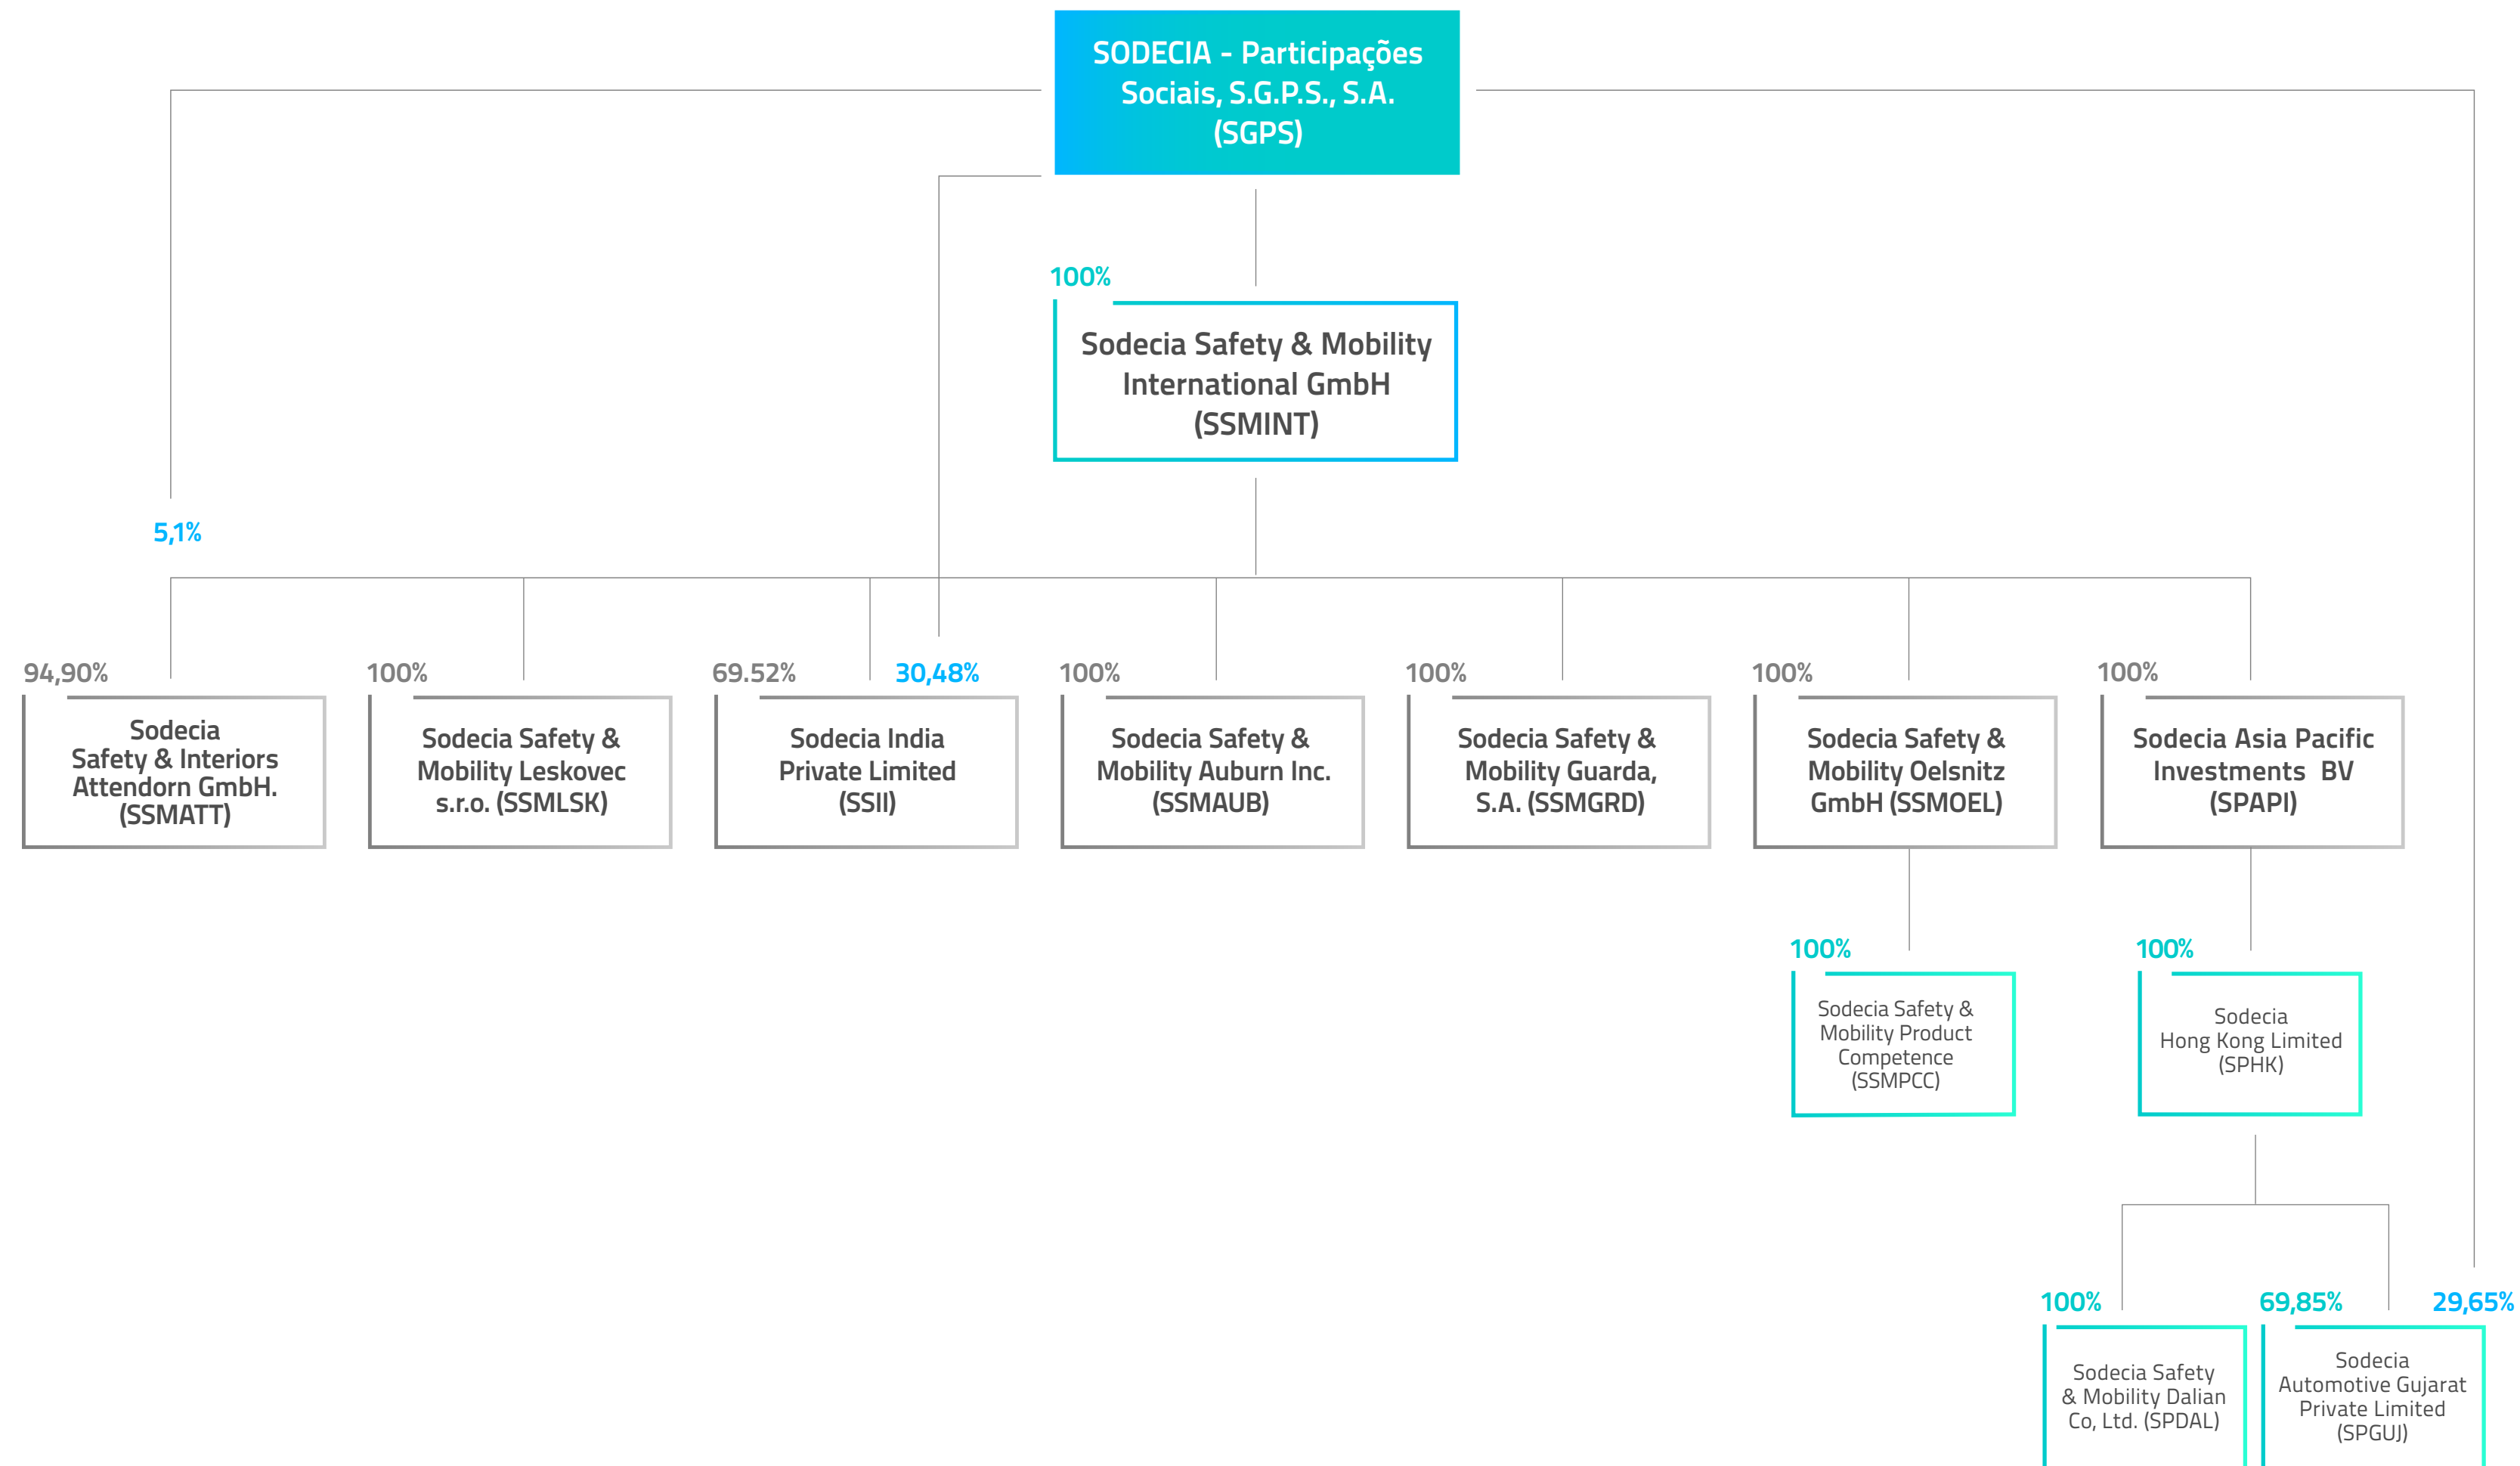 SODECIA - Participações
Sociais, S.G.P.S., S.A.
(SGPS)
100%
Sodecia Safety & Mobility
International GmbH
(SSMINT)
5,1%
94,90%
Sodecia
Safety & Interiors
Attendorn GmbH.
(SSMATT)
100%
Sodecia Safety &
Mobility Leskovec
s.r.o. (SSMLSK)
69.52%
30,48%
Sodecia India
Private Limited
(SSII)
100%
Sodecia Safety &
Mobility Auburn Inc.
(SSMAUB)
100%
Sodecia Safety &
Mobility Guarda,
S.A. (SSMGRD)
100%
Sodecia Safety &
Mobility Oelsnitz
GmbH (SSMOEL)
100%
Sodecia Asia Pacific
Investments BV
(SPAPI)
100%
Sodecia Safety &
Mobility Product
Competence
(SSMPCC)
100%
Sodecia
Hong Kong Limited
(SPHK)
100%
Sodecia Safety
& Mobility Dalian
Co, Ltd. (SPDAL)
69,85%
29,65%
Sodecia
Automotive Gujarat
Private Limited
(SPGUJ)